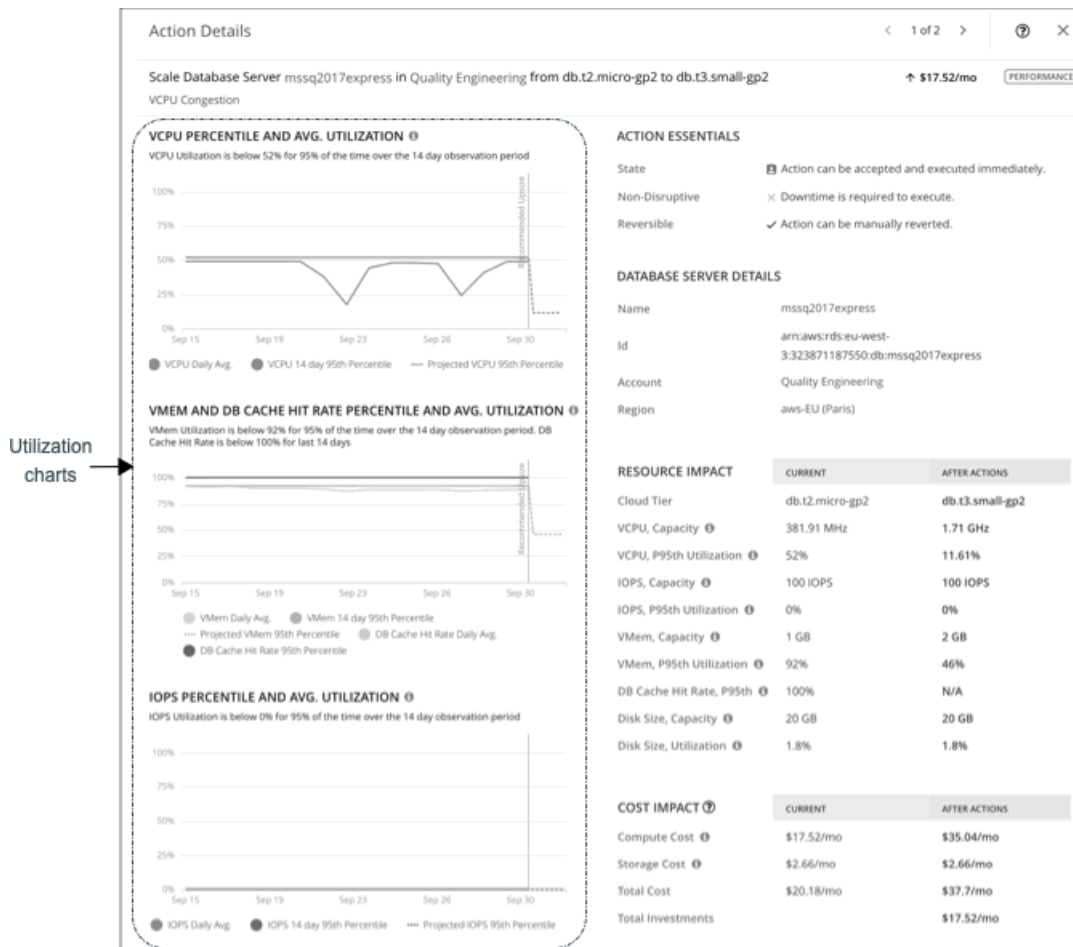 Action Details
1 of 2
Scale Database Server mssq2017express in Quality Engineering from db.t2.micro-gp2 to db.t3.small-gp2
↑ $17.52/mo
PERFORMANCE
VCPU Congestion
Utilization
charts
VCPU PERCENTILE AND AVG. UTILIZATION
VCPU Utilization is below 52% for 95% of the time over the 14 day observation period
100%
75%
50%
25%
0%
Recommended Upsize
Sep 15 Sep 19 Sep 23 Sep 26 Sep 30
VCPU Daily Avg. VCPU 14 day 95th Percentile Projected VCPU 95th Percentile
VMEM AND DB CACHE HIT RATE PERCENTILE AND AVG. UTILIZATION
VMem Utilization is below 92% for 95% of the time over the 14 day observation period. DB
Cache Hit Rate is below 100% for last 14 days
100%
75%
50%
25%
0%
Recommended Upsize
Sep 15 Sep 19 Sep 23 Sep 26 Sep 30
VMem Daily Avg. VMem 14 day 95th Percentile
Projected VMem 95th Percentile DB Cache Hit Rate Daily Avg.
DB Cache Hit Rate 95th Percentile
IOPS PERCENTILE AND AVG. UTILIZATION
IOPS Utilization is below 0% for 95% of the time over the 14 day observation period
100%
75%
50%
25%
0%
Sep 15 Sep 19 Sep 23 Sep 26 Sep 30
IOPS Daily Avg. IOPS 14 day 95th Percentile Projected IOPS 95th Percentile
ACTION ESSENTIALS
State Action can be accepted and executed immediately.
Non-Disruptive Downtime is required to execute.
Reversible Action can be manually reverted.
DATABASE SERVER DETAILS
Name mssq2017express
Id arn:aws:rds:eu-west-
3:323871187550:db:mssq2017express
Account Quality Engineering
Region aws-EU (Paris)
RESOURCE IMPACT CURRENT AFTER ACTIONS
Cloud Tier db.t2.micro-gp2 db.t3.small-gp2
VCPU, Capacity 381.91 MHz 1.71 GHz
VCPU, P95th Utilization 52% 11.61%
IOPS, Capacity 100 IOPS 100 IOPS
IOPS, P95th Utilization 0% 0%
VMem, Capacity 1 GB 2 GB
VMem, P95th Utilization 92% 46%
DB Cache Hit Rate, P95th 100% N/A
Disk Size, Capacity 20 GB 20 GB
Disk Size, Utilization 1.8% 1.8%
COST IMPACT CURRENT AFTER ACTIONS
Compute Cost $17.52/mo $35.04/mo
Storage Cost $2.66/mo $2.66/mo
Total Cost $20.18/mo $37.7/mo
Total Investments $17.52/mo